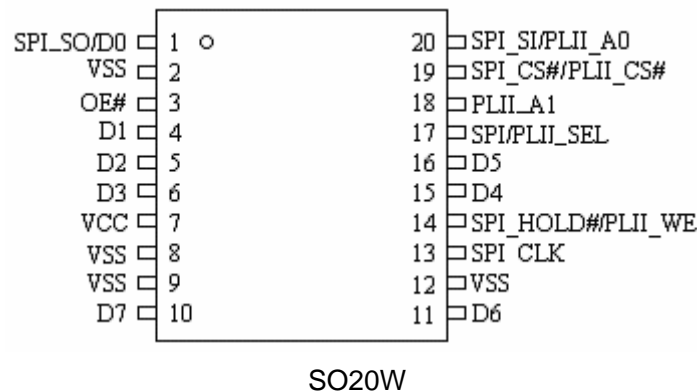 SPI_SO/D0 1 20 SPI_SI/PLII_A0
VSS 2 19 SPI_CS#/PLII_CS#
OE# 3 18 PLII_A1
D1 4 17 SPI/PLII_SEL
D2 5 16 D5
D3 6 15 D4
VCC 7 14 SPI_HOLD#/PLII_WE
VSS 8 13 SPI CLK
VSS 9 12 VSS
D7 10 11 D6
SO20W